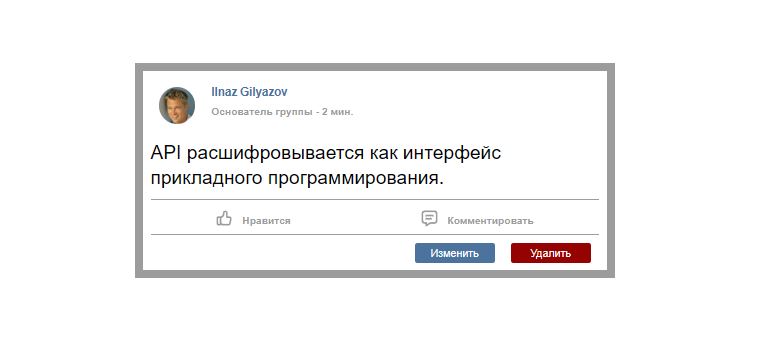 Ilnaz Gilyazov
Основатель группы - 2 мин.
API расшифровывается как интерфейс
прикладного программирования.
Нравится Комментировать
Изменить Удалить